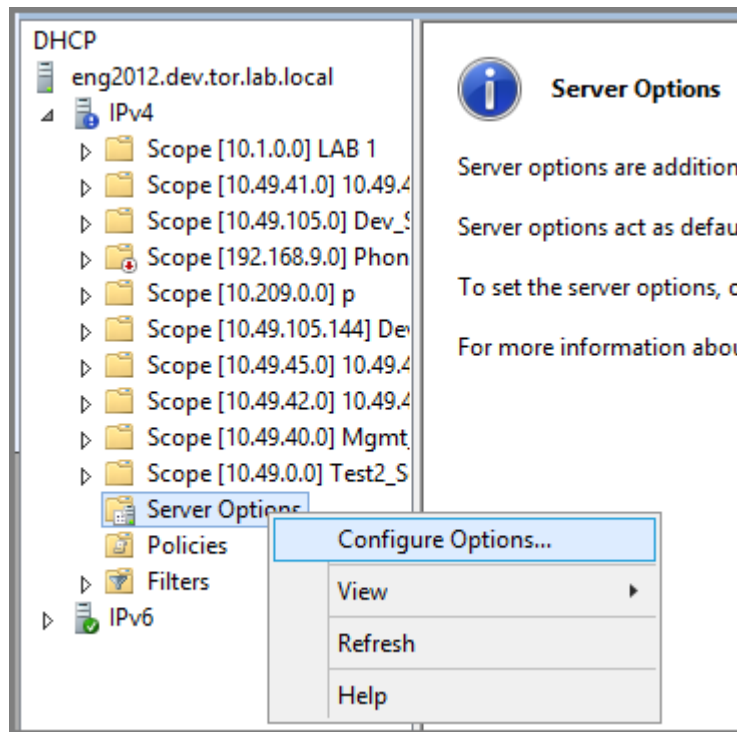 DHCP
eng2012.dev.tor.lab.local
IPv4
Scope [10.1.0.0] LAB 1
Scope [10.49.41.0] 10.49.4
Scope [10.49.105.0] Dev_S
Scope [192.168.9.0] Phon
Scope [10.209.0.0] p
Scope [10.49.105.144] De
Scope [10.49.45.0] 10.49.4
Scope [10.49.42.0] 10.49.4
Scope [10.49.40.0] Mgmt_
Scope [10.49.0.0] Test2_S
Server Options
Policies
Filters
IPv6
Configure Options...
View
Refresh
Help
Server Options
Server options are addition
Server options act as defau
To set the server options, c
For more information abou